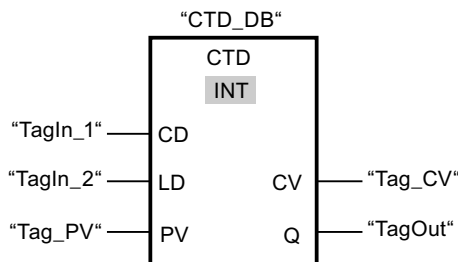 “CTD_DB“
CTD
INT
“TagIn_1“ CD
“TagIn_2“ LD CV “Tag_CV“
“Tag_PV“ PV Q “TagOut“